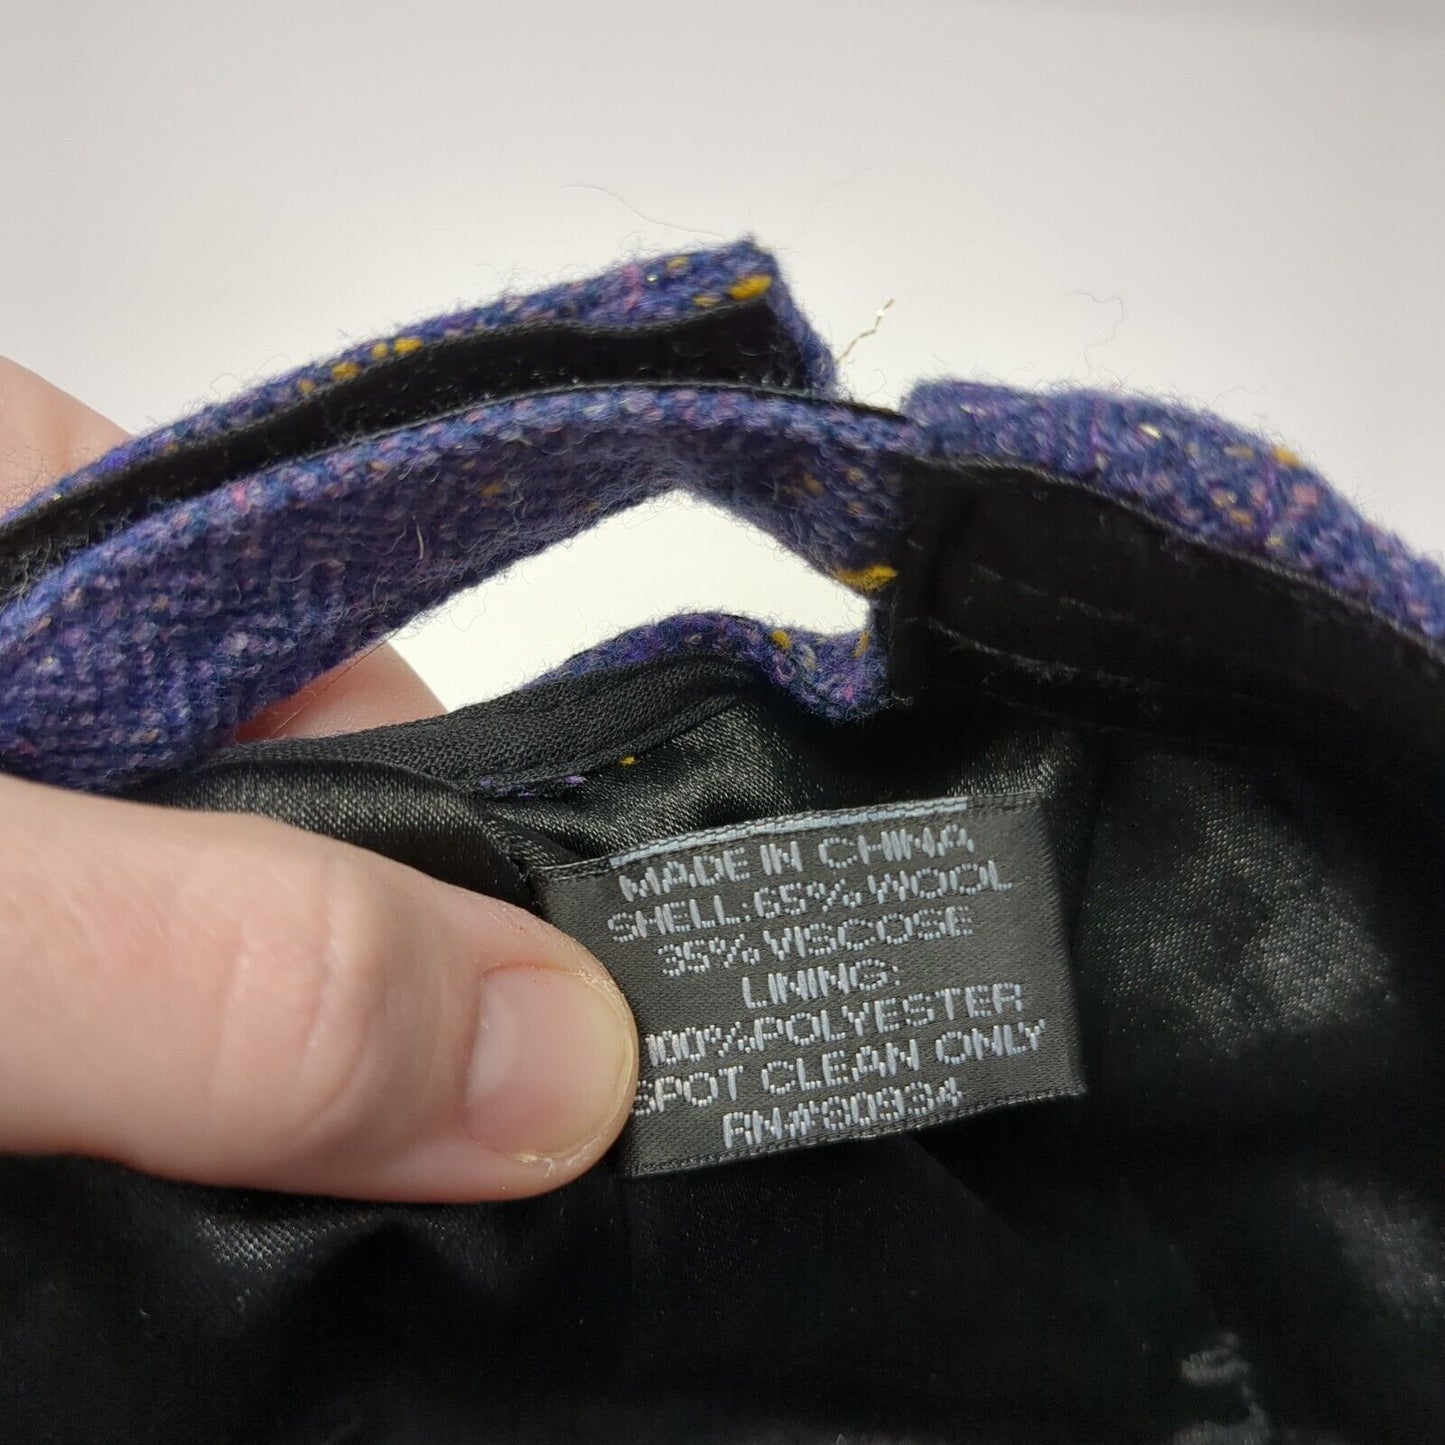 MADE IN CHINA
SHELL:65% WOOL
35% VISCOSE
LINING:
100%POLYESTER
SPOT CLEAN ONLY
RN#80934